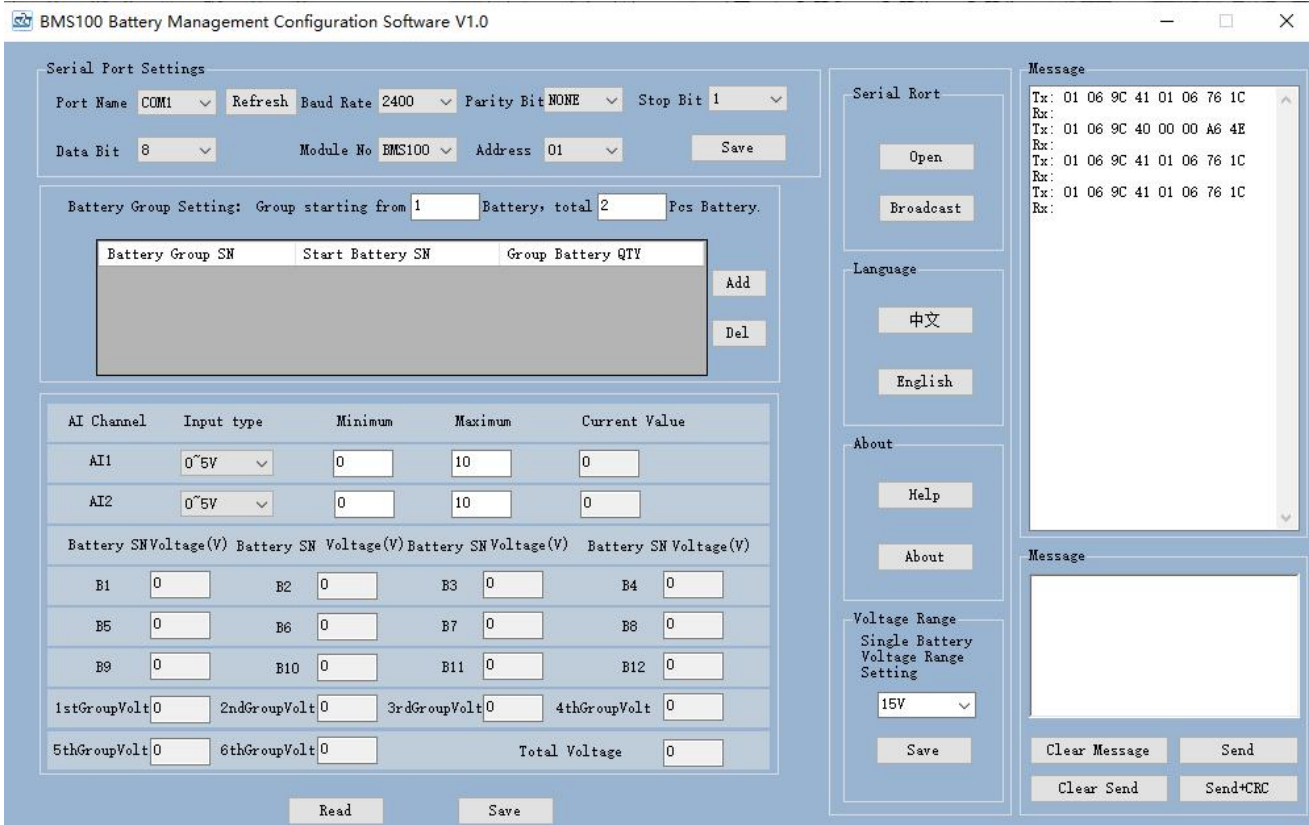 BMS100 Battery Management Configuration Software V1.0
Serial Port Settings
Port Name COM1 Refresh Baud Rate 2400 Parity Bit NONE Stop Bit 1
Data Bit 8 Module No BMS100 Address 01 Save
Battery Group Setting: Group starting from 1 Battery, total 2 Pcs Battery.
Battery Group SN Start Battery SN Group Battery QTY
Add
Del
AI Channel Input type Minimum Maximum Current Value
AI1 0~5V 0 10 0
AI2 0~5V 0 10 0
Battery SN Voltage(V) Battery SN Voltage(V) Battery SN Voltage(V) Battery SN Voltage(V)
B1 0 B2 0 B3 0 B4 0
B5 0 B6 0 B7 0 B8 0
B9 0 B10 0 B11 0 B12 0
1stGroupVolt 0 2ndGroupVolt 0 3rdGroupVolt 0 4thGroupVolt 0
5thGroupVolt 0 6thGroupVolt 0 Total Voltage 0
Read Save
Serial Rort
Open
Broadcast
Language
中文
English
About
Help
About
Voltage Range
Single Battery
Voltage Range
Setting
15V
Save
Message
Tx: 01 06 9C 41 01 06 76 1C
Rx:
Tx: 01 06 9C 40 00 00 A6 4E
Rx:
Tx: 01 06 9C 41 01 06 76 1C
Rx:
Tx: 01 06 9C 41 01 06 76 1C
Rx:
Message
Clear Message Send
Clear Send Send+CRC